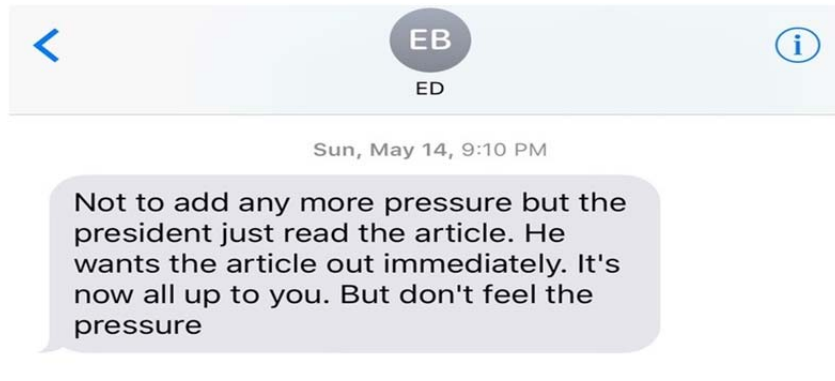 EB
ED
Sun, May 14, 9:10 PM
Not to add any more pressure but the
president just read the article. He
wants the article out immediately. It's
now all up to you. But don't feel the
pressure